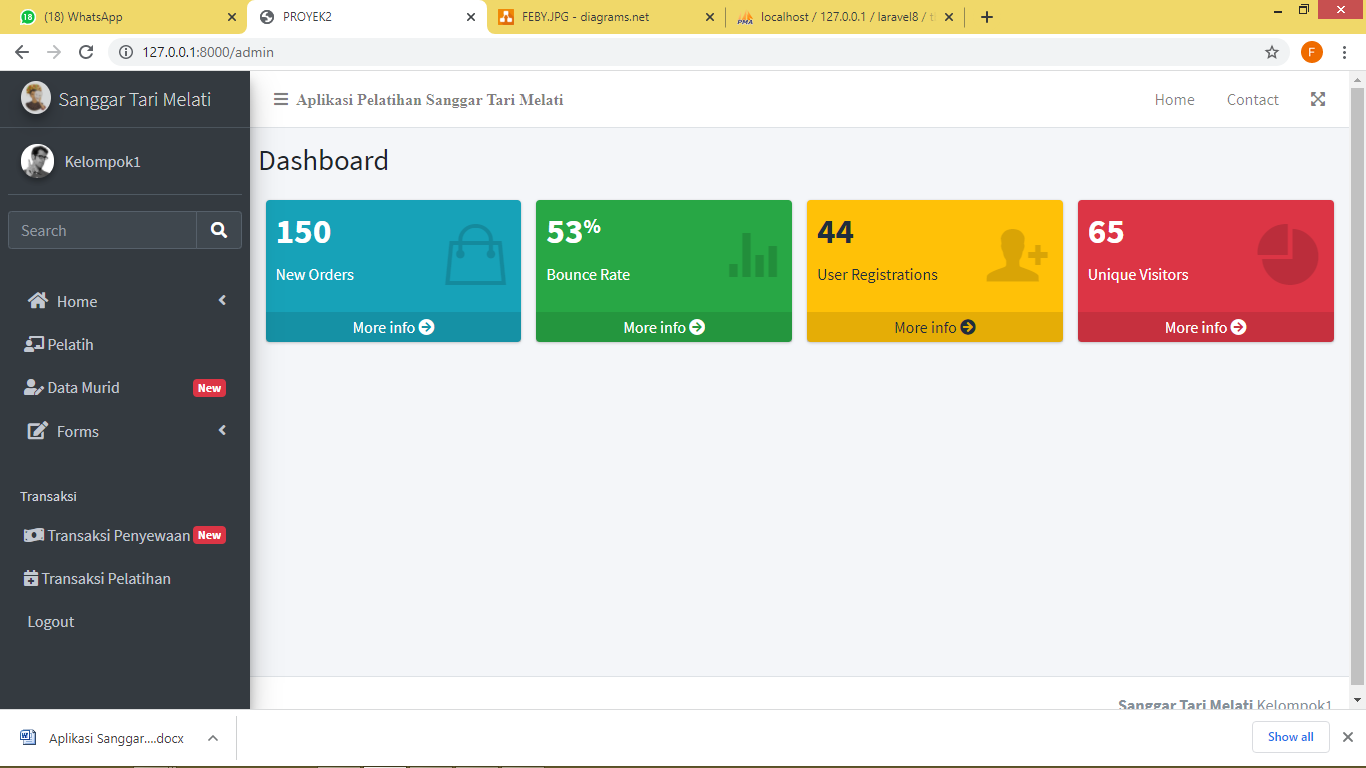 18
(18) WhatsApp
PROYEK2
FEBY.JPG - diagrams.net
PMA
localhost / 127.0.0.1 / laravel8 /
127.0.0.1:8000/admin
F
Sanggar Tari Melati
Aplikasi Pelatihan Sanggar Tari Melati
Home
Contact
Kelompok1
Dashboard
Search
150
New Orders
More info
53%
Bounce Rate
More info
44
User Registrations
More info
65
Unique Visitors
More info
Home
Pelatih
Data Murid
New
Forms
Transaksi
Transaksi Penyewaan
New
Transaksi Pelatihan
Logout
Sanggar Tari Melati Kelompok1
Aplikasi Sanggar....docx
Show all